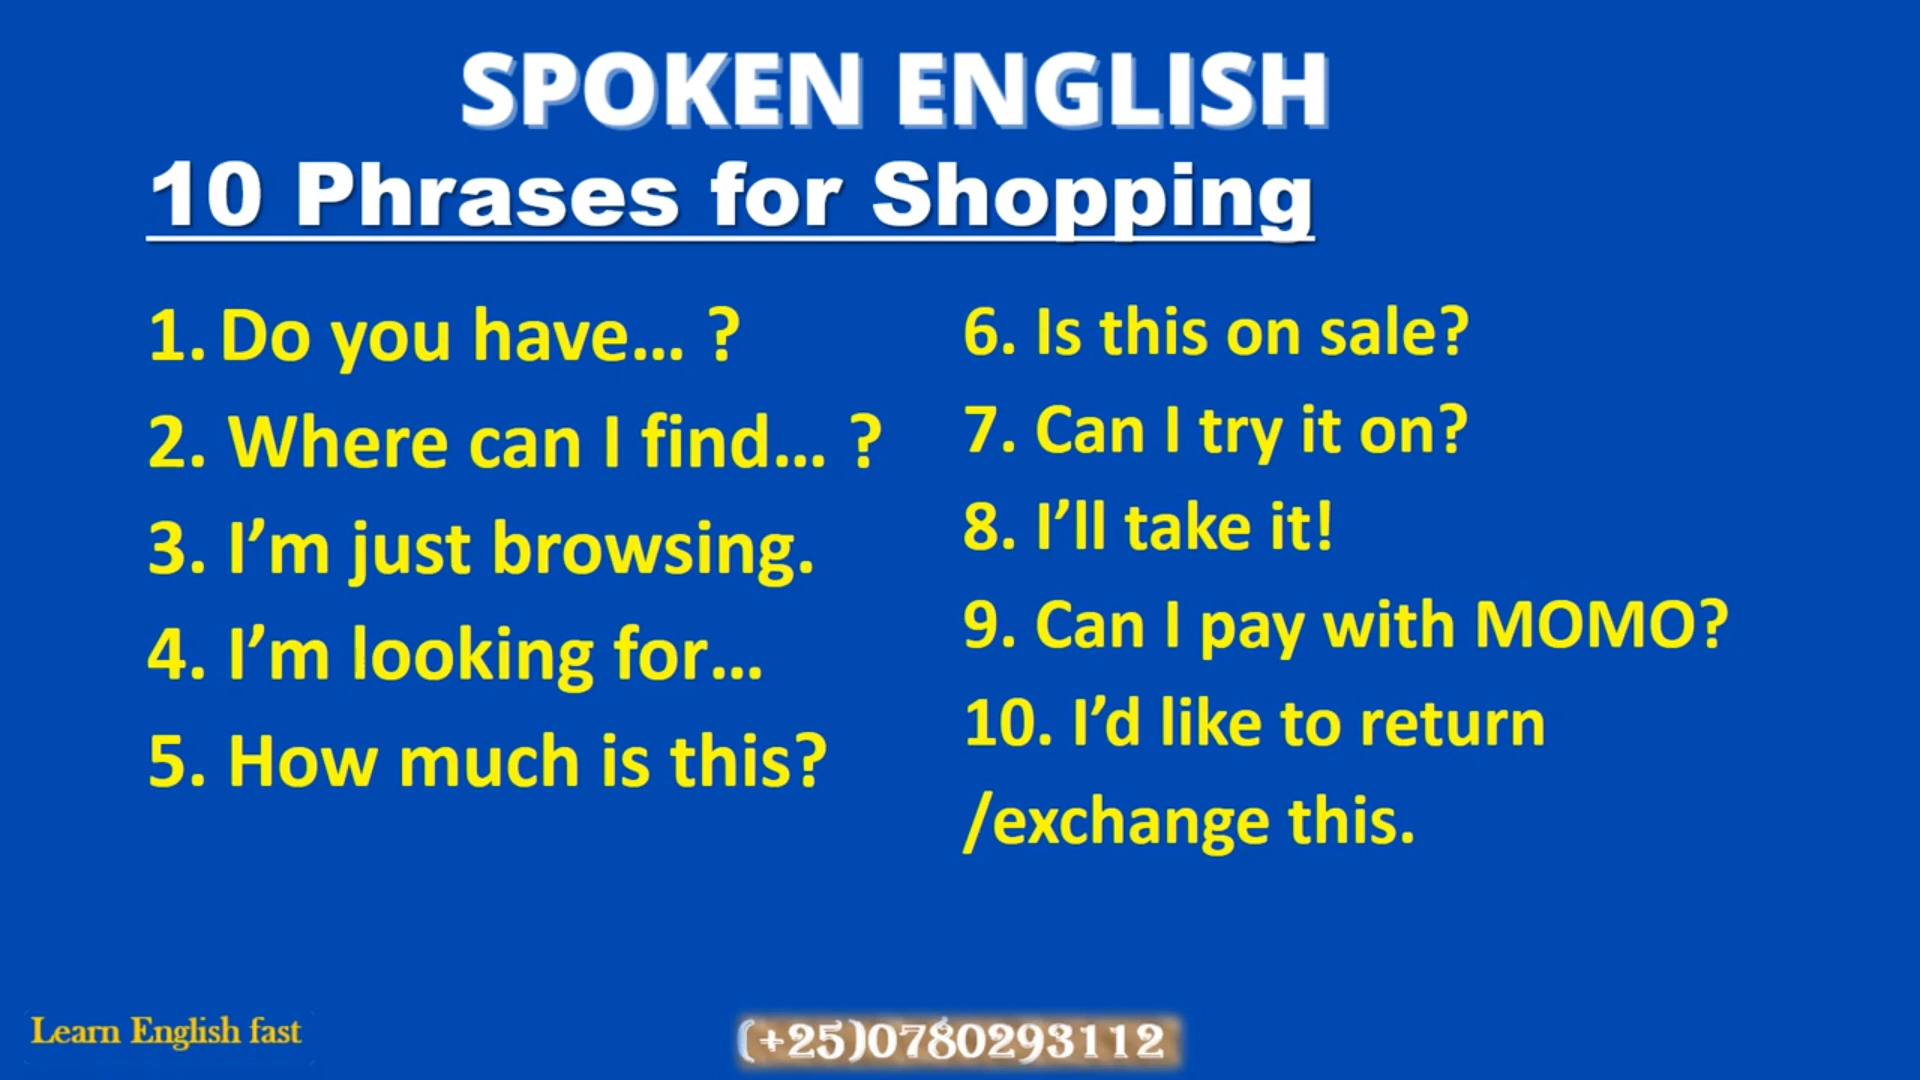 SPOKEN ENGLISH
10 Phrases for Shopping
1. Do you have... ?
2. Where can I find... ?
3. I’m just browsing.
4. I’m looking for...
5. How much is this?
6. Is this on sale?
7. Can I try it on?
8. I’ll take it!
9. Can I pay with MOMO?
10. I’d like to return
/exchange this.
Learn English fast
(+25)0780293112